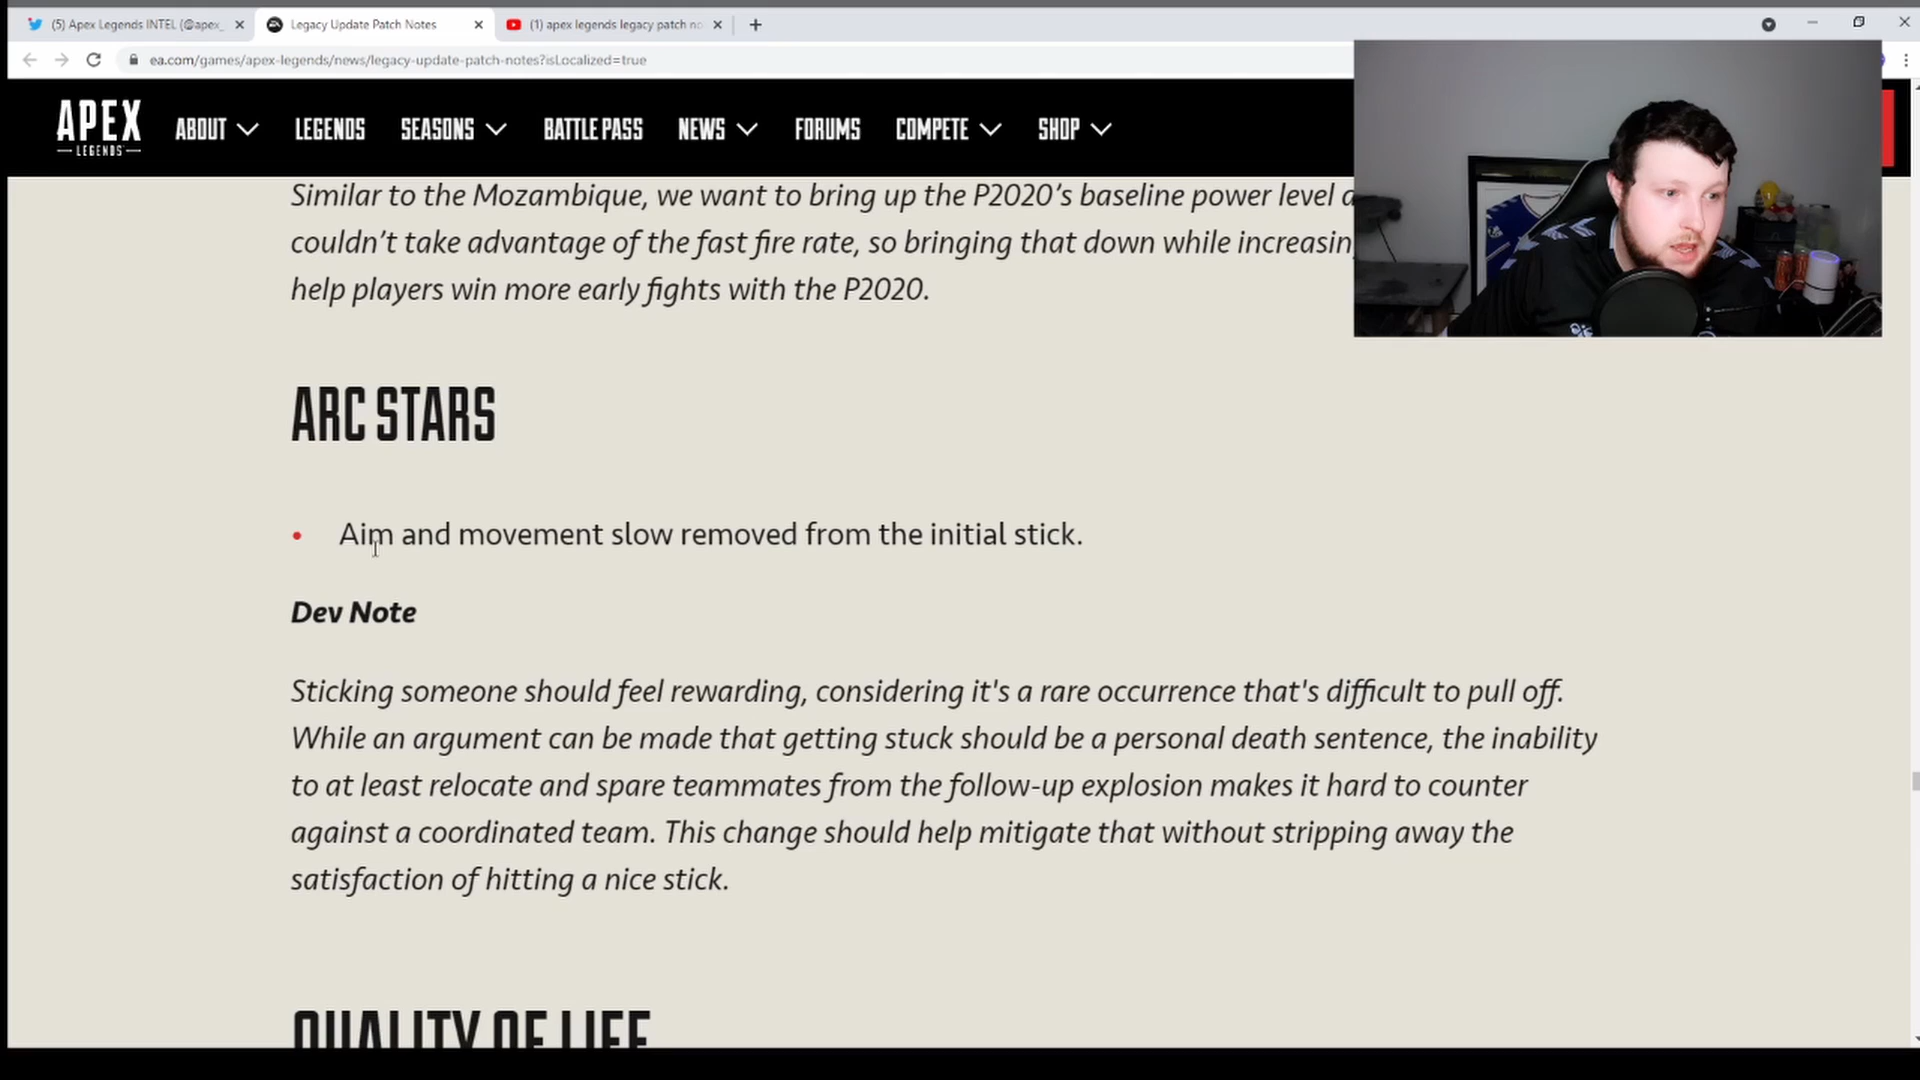 (5) Apex Legends INTEL (@apex_
Legacy Update Patch Notes
(1) apex legends legacy patch no
ea.com/games/apex-legends/news/legacy-update-patch-notes?isLocalized=true
APEX
LEGENDS
ABOUT
LEGENDS
SEASONS
BATTLE PASS
NEWS
FORUMS
COMPETE
SHOP
Similar to the Mozambique, we want to bring up the P2020's baseline power level
couldn't take advantage of the fast fire rate, so bringing that down while increasin
help players win more early fights with the P2020.
ARC STARS
• Aim and movement slow removed from the initial stick.
Dev Note
Sticking someone should feel rewarding, considering it's a rare occurrence that's difficult to pull off.
While an argument can be made that getting stuck should be a personal death sentence, the inability
to at least relocate and spare teammates from the follow-up explosion makes it hard to counter
against a coordinated team. This change should help mitigate that without stripping away the
satisfaction of hitting a nice stick.
QUALITY OF LIFE